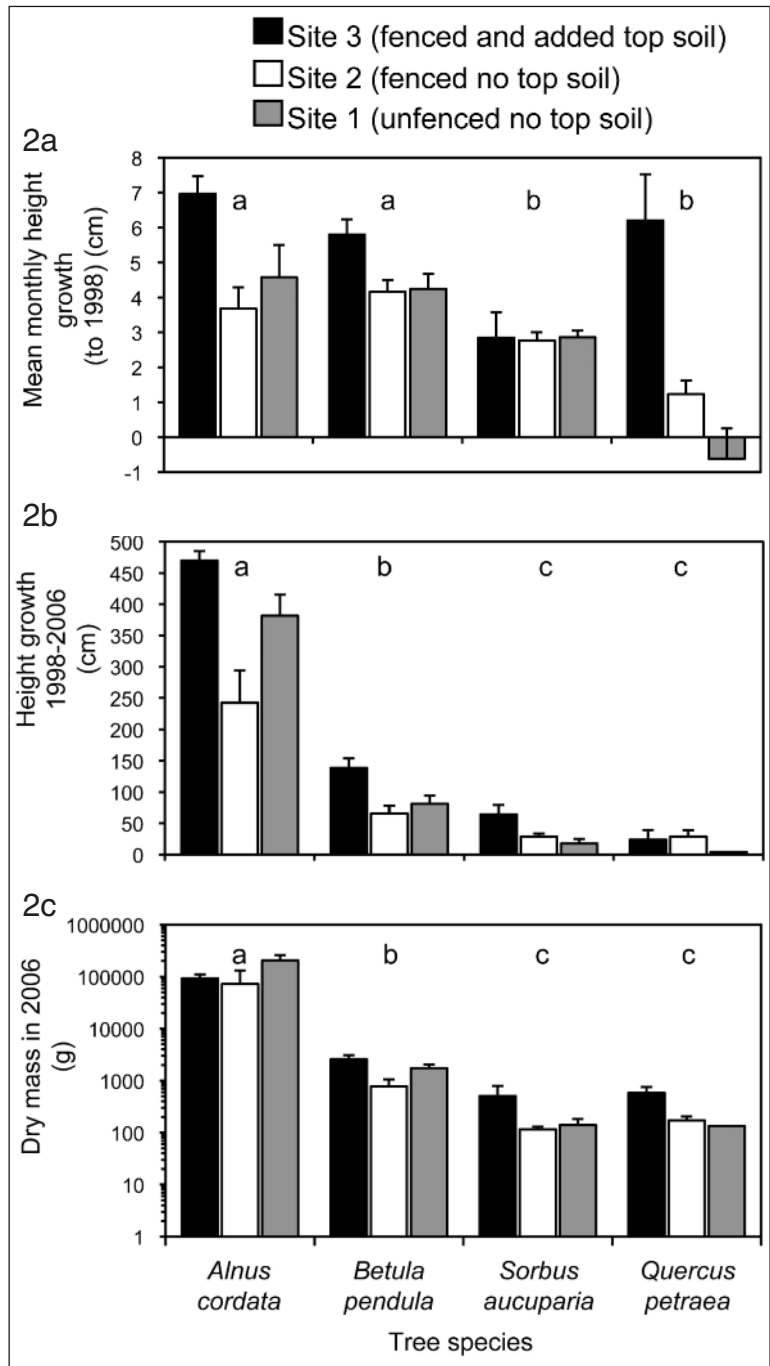 Site 3 (fenced and added top soil)
Site 2 (fenced no top soil)
Site 1 (unfenced no top soil)
2a
Mean monthly height
growth
(to 1998) (cm)
8
7
6
5
4
3
2
1
0
-1
a
a
b
b
2b
Height growth
1998-2006
(cm)
500
450
400
350
300
250
200
150
100
50
0
a
b
c
c
2c
Dry mass in 2006
(g)
1000000
100000
10000
1000
100
10
1
a
b
c
c
Alnus
cordata
Betula
pendula
Sorbus
aucuparia
Quercus
petraea
Tree species